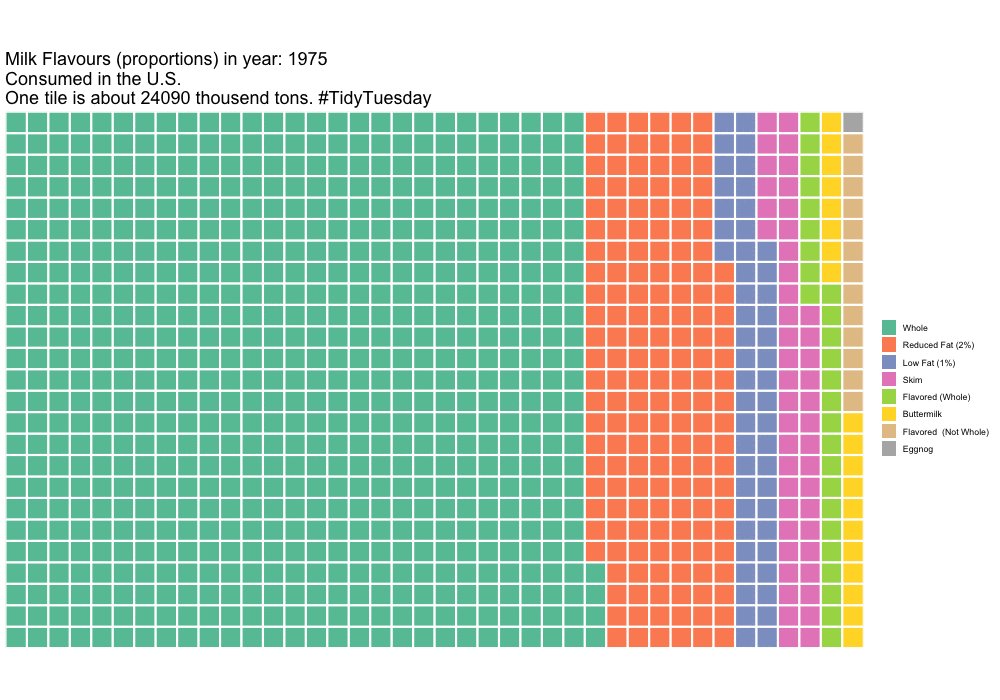 Milk Flavours (proportions) in year: 1975
Consumed in the U.S.
One tile is about 24090 thousend tons. #TidyTuesday
Whole
Reduced Fat (2%)
Low Fat (1%)
Skim
Flavored (Whole)
Buttermilk
Flavored  (Not Whole)
Eggnog